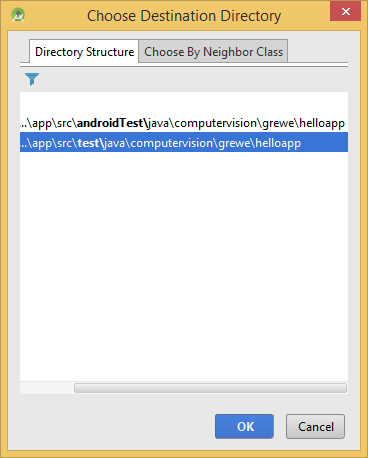 Choose Destination Directory
Directory Structure
Choose By Neighbor Class
..\app\src\androidTest\java\computervision\grewe\helloapp
..\app\src\test\java\computervision\grewe\helloapp
OK
Cancel